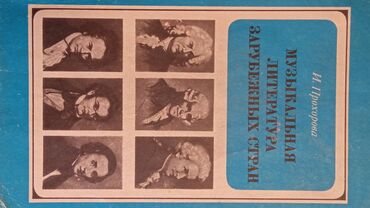 И. Прохорова
МУЗЫКАЛЬНАЯ
ЛИТЕРАТУРА
ЗАРУБЕЖНЫХ СТРАН